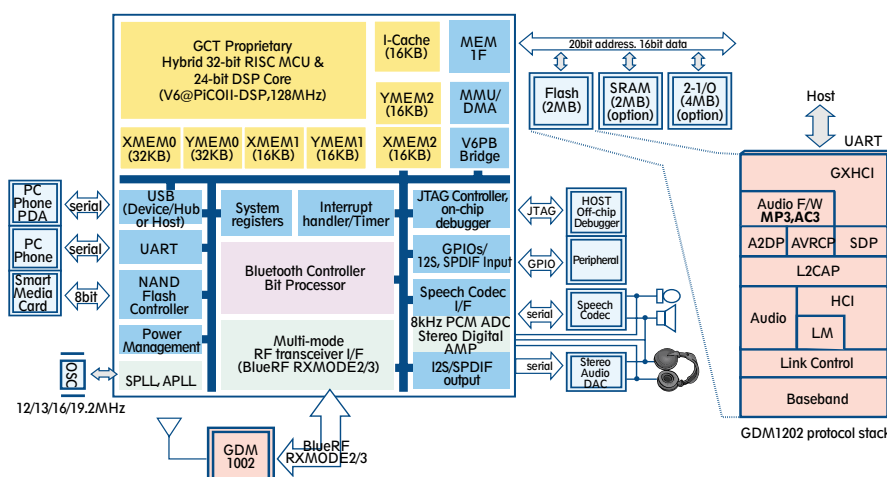 GCT Proprietary
Hybrid 32-bit RISC MCU &
24-bit DSP Core
(V6@PiCOII-DSP,128MHz)
I-Cache
(16KB)
MEM
1F
YMEM2
(16KB)
MMU/
DMA
XMEM0
(32KB)
YMEM0
(32KB)
XMEM1
(16KB)
YMEM1
(16KB)
XMEM2
(16KB)
V6PB
Bridge
20bit address. 16bit data
Flash
(2MB)
SRAM
(2MB)
(option)
2-1/O
(4MB)
(option)
Host
UART
GXHCI
Audio F/W
MP3,AC3
A2DP
AVRCP
SDP
L2CAP
Audio
HCI
LM
Link Control
Baseband
GDM1202 protocol stack
PC
Phone
PDA
serial
USB
(Device/Hub
or Host)
System
registers
Interrupt
handler/Timer
JTAG Controller,
on-chip
debugger
JTAG
HOST
Off-chip
Debugger
PC
Phone
serial
UART
GPIOs/
12S, SPDIF Input
GPIO
Peripheral
Smart
Media
Card
8bit
NAND
Flash
Controller
Bluetooth Controller
Bit Processor
Speech Codec
I/F
serial
Speech
Codec
Power
Management
Multi-mode
RF transceiver I/F
(BlueRF RXMODE2/3)
8kHz PCM ADC
Stereo Digital
AMP
OSC
SPLL, APLL
I2S/SPDIF
output
serial
Stereo
Audio
DAC
12/13/16/19.2MHz
GDM
1002
BlueRF
RXMODE2/3